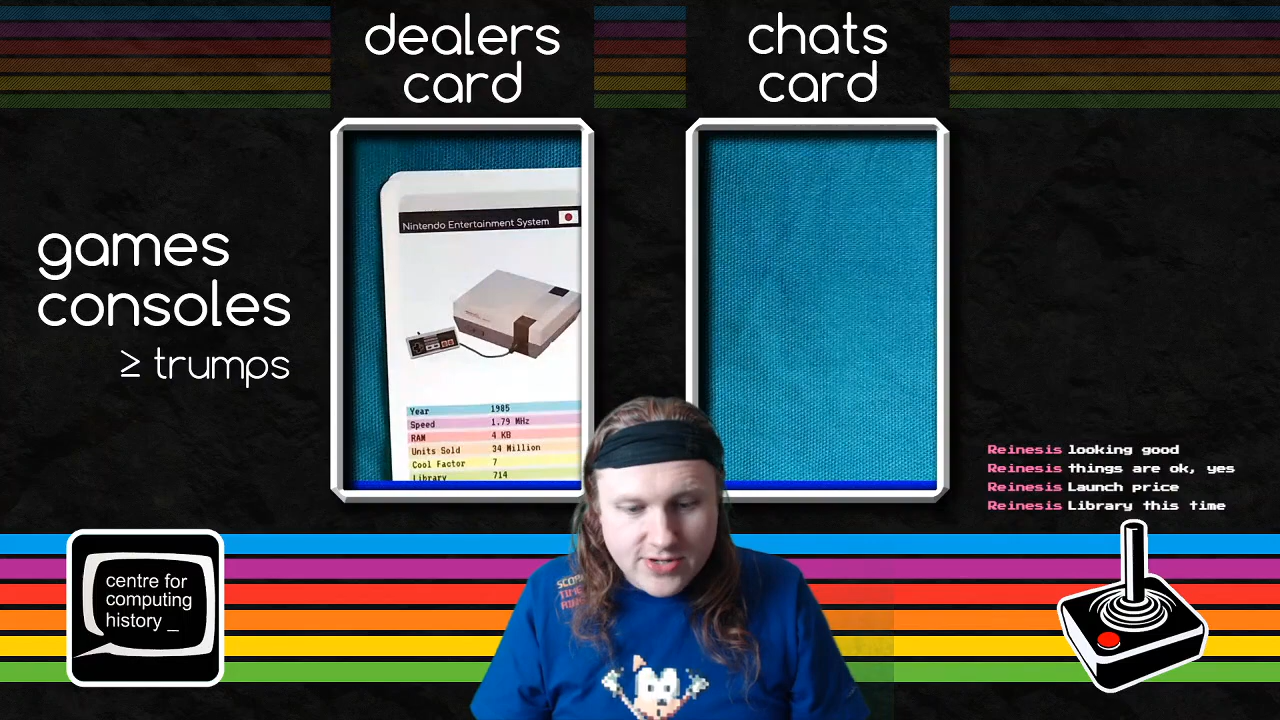 dealers
card
chats
card
games
consoles
≥ trumps
Nintendo Entertainment System
Year 1985
Speed 1.79 MHz
RAM 4 KB
Units Sold 34 Million
Cool Factor 7
Library 714
Reinesis looking good
Reinesis things are ok, yes
Reinesis Launch price
Reinesis Library this time
centre for
computing
history _